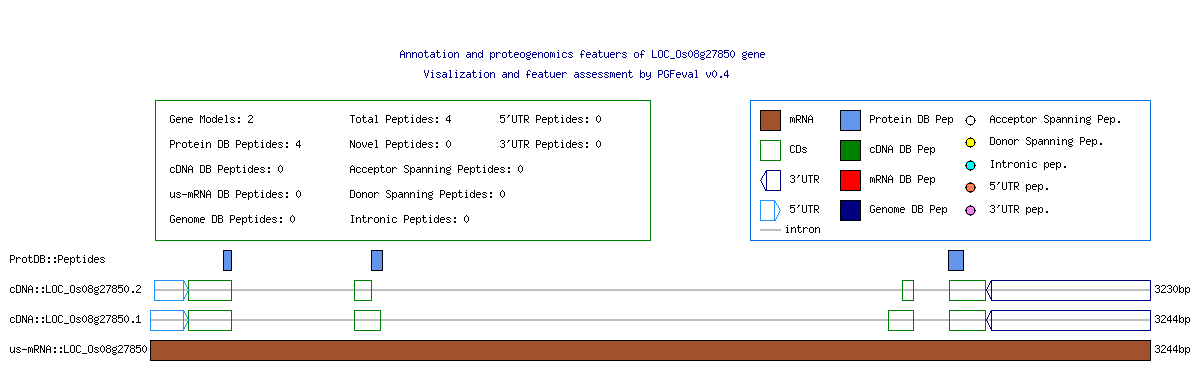 Annotation and proteogenomics featuers of LOC_Os08g27850 gene
Visalization and featuer assessment by PGFeval v0.4
Gene Models: 2 Total Peptides: 4 5'UTR Peptides: 0
Protein DB Peptides: 4 Novel Peptides: 0 3'UTR Peptides: 0
cDNA DB Peptides: 0 Acceptor Spanning Peptides: 0
us-mRNA DB Peptides: 0 Donor Spanning Peptides: 0
Genome DB Peptides: 0 Intronic Peptides: 0
mRNA Protein DB Pep Acceptor Spanning Pep.
CDs cDNA DB Pep Donor Spanning Pep.
3'UTR mRNA DB Pep Intronic pep.
5'UTR Genome DB Pep 5'UTR pep.
intron 3'UTR pep.
ProtDB::Peptides
cDNA::LOC_Os08g27850.2 3230bp
cDNA::LOC_Os08g27850.1 3244bp
us-mRNA::LOC_Os08g27850 3244bp